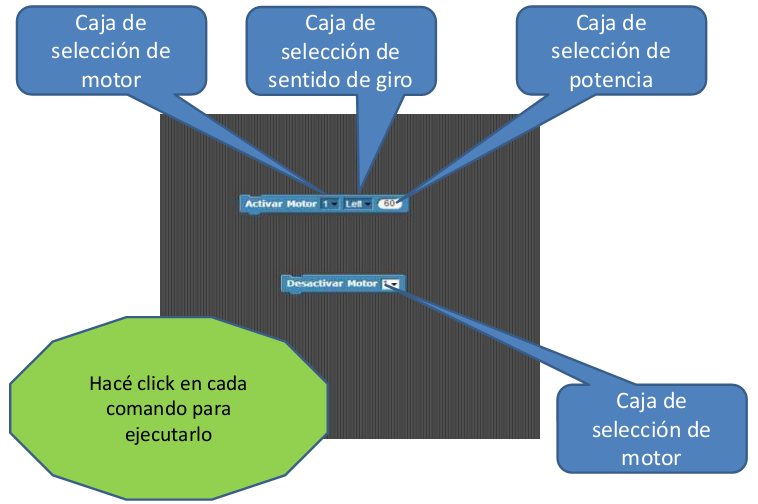 Caja de
selección de
motor
Caja de
selección de
sentido de giro
Caja de
selección de
potencia
Activar Motor 1 Left 60
Desactivar Motor
Hacé click en cada
comando para
ejecutarlo
Caja de
selección de
motor